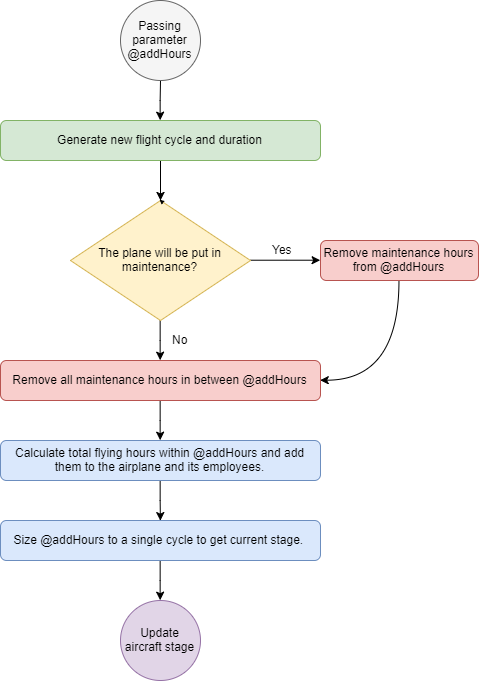 Passing
parameter
@addHours
Generate new flight cycle and duration
The plane will be put in
maintenance?
Yes
Remove maintenance hours
from @addHours
No
Remove all maintenance hours in between @addHours
Calculate total flying hours within @addHours and add
them to the airplane and its employees.
Size @addHours to a single cycle to get current stage.
Update
aircraft stage